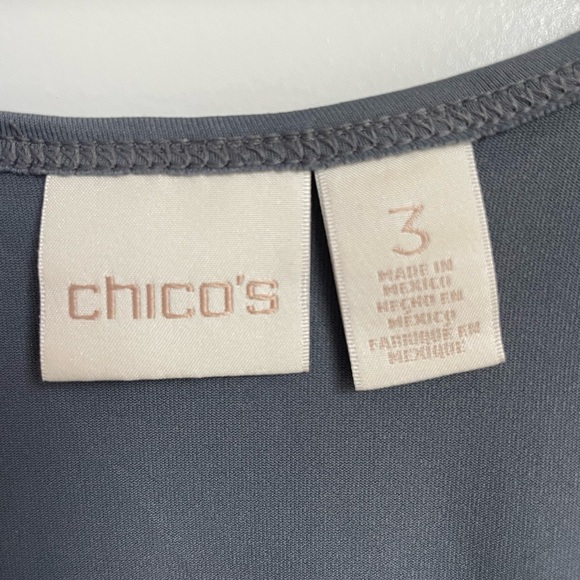 chico's
3
MADE IN
MEXICO
HECHO EN
MÉXICO
FABRIQUÉ EN
MEXIQUE